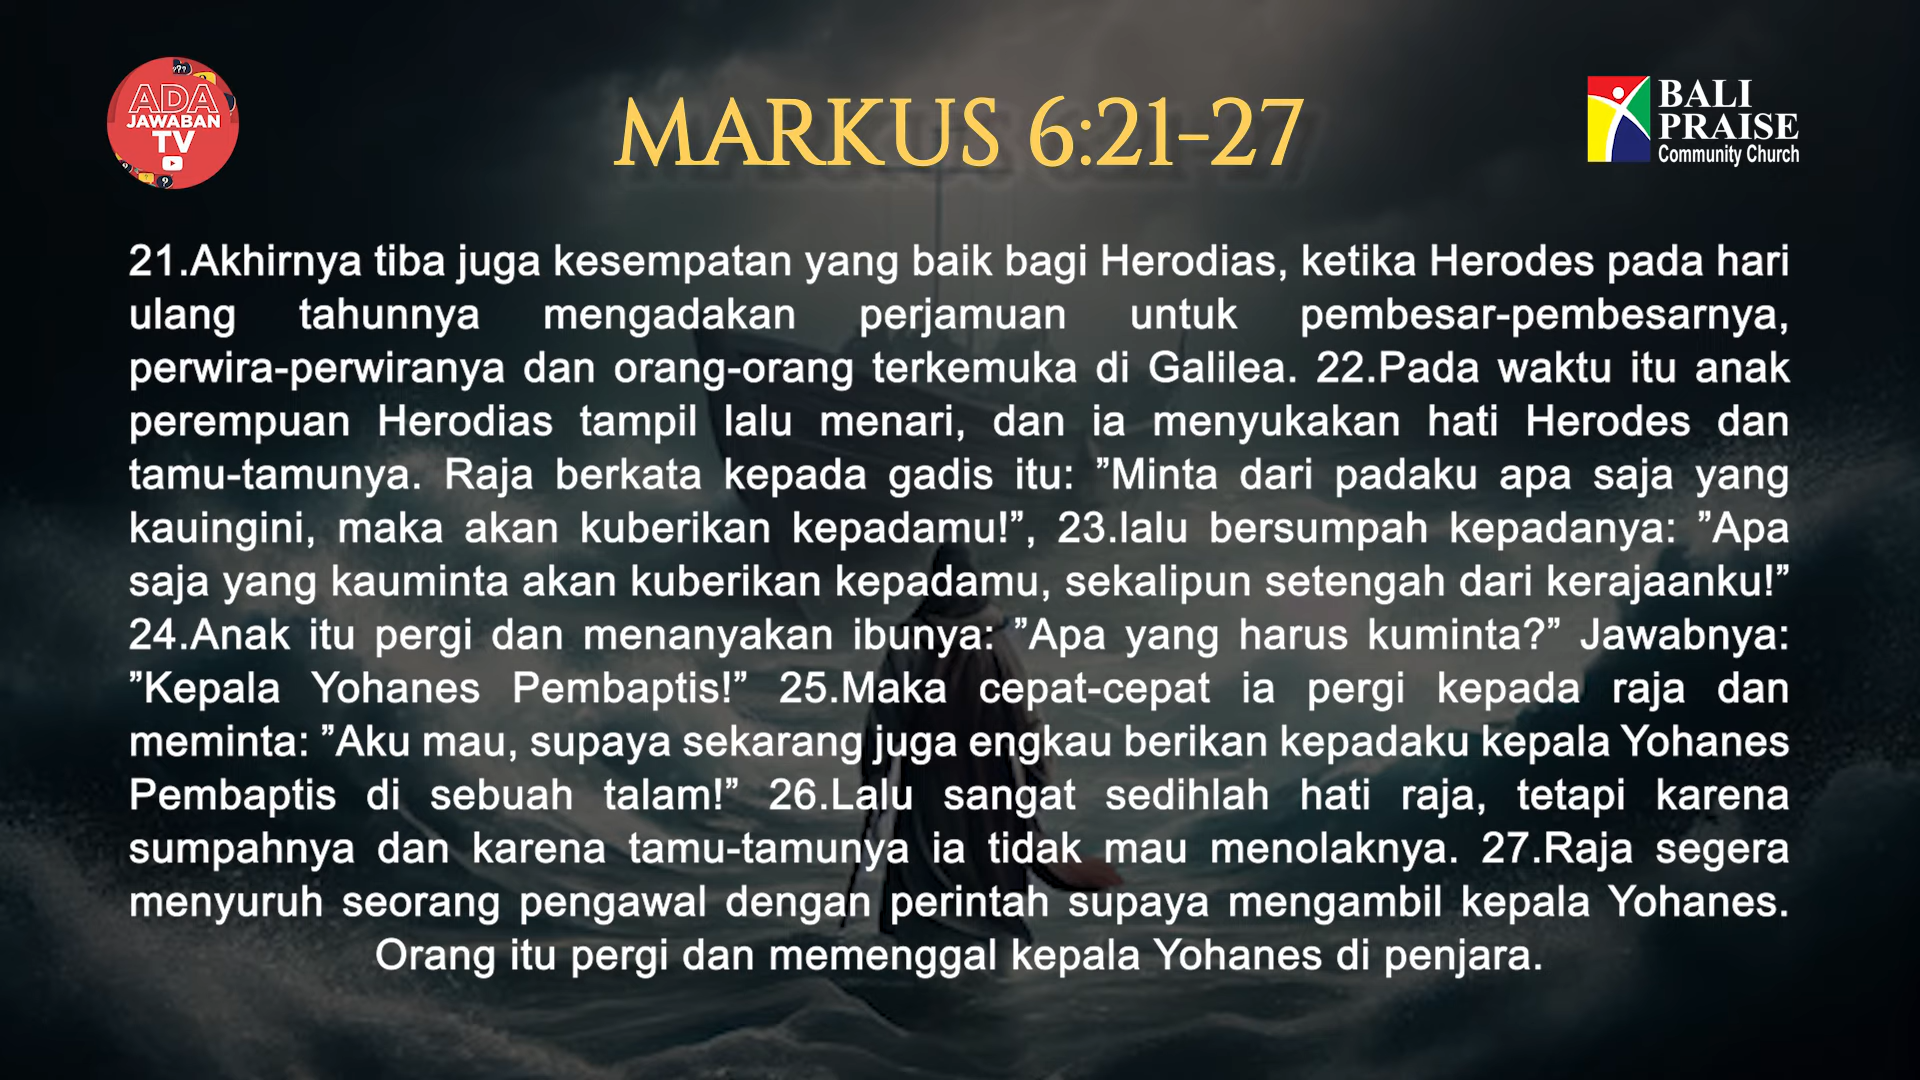 ADA
JAWABAN
TV
MARKUS 6:21-27
BALI
PRAISE
Community Church
21.Akhirnya tiba juga kesempatan yang baik bagi Herodias, ketika Herodes pada hari
ulang tahunnya mengadakan perjamuan untuk pembesar-pembesarnya,
perwira-perwiranya dan orang-orang terkemuka di Galilea. 22.Pada waktu itu anak
perempuan Herodias tampil lalu menari, dan ia menyukakan hati Herodes dan
tamu-tamunya. Raja berkata kepada gadis itu: ”Minta dari padaku apa saja yang
kauingini, maka akan kuberikan kepadamu!”, 23.lalu bersumpah kepadanya: ”Apa
saja yang kauminta akan kuberikan kepadamu, sekalipun setengah dari kerajaanku!”
24.Anak itu pergi dan menanyakan ibunya: ”Apa yang harus kuminta?” Jawabnya:
”Kepala Yohanes Pembaptis!” 25.Maka cepat-cepat ia pergi kepada raja dan
meminta: ”Aku mau, supaya sekarang juga engkau berikan kepadaku kepala Yohanes
Pembaptis di sebuah talam!” 26.Lalu sangat sedihlah hati raja, tetapi karena
sumpahnya dan karena tamu-tamunya ia tidak mau menolaknya. 27.Raja segera
menyuruh seorang pengawal dengan perintah supaya mengambil kepala Yohanes.
Orang itu pergi dan memenggal kepala Yohanes di penjara.